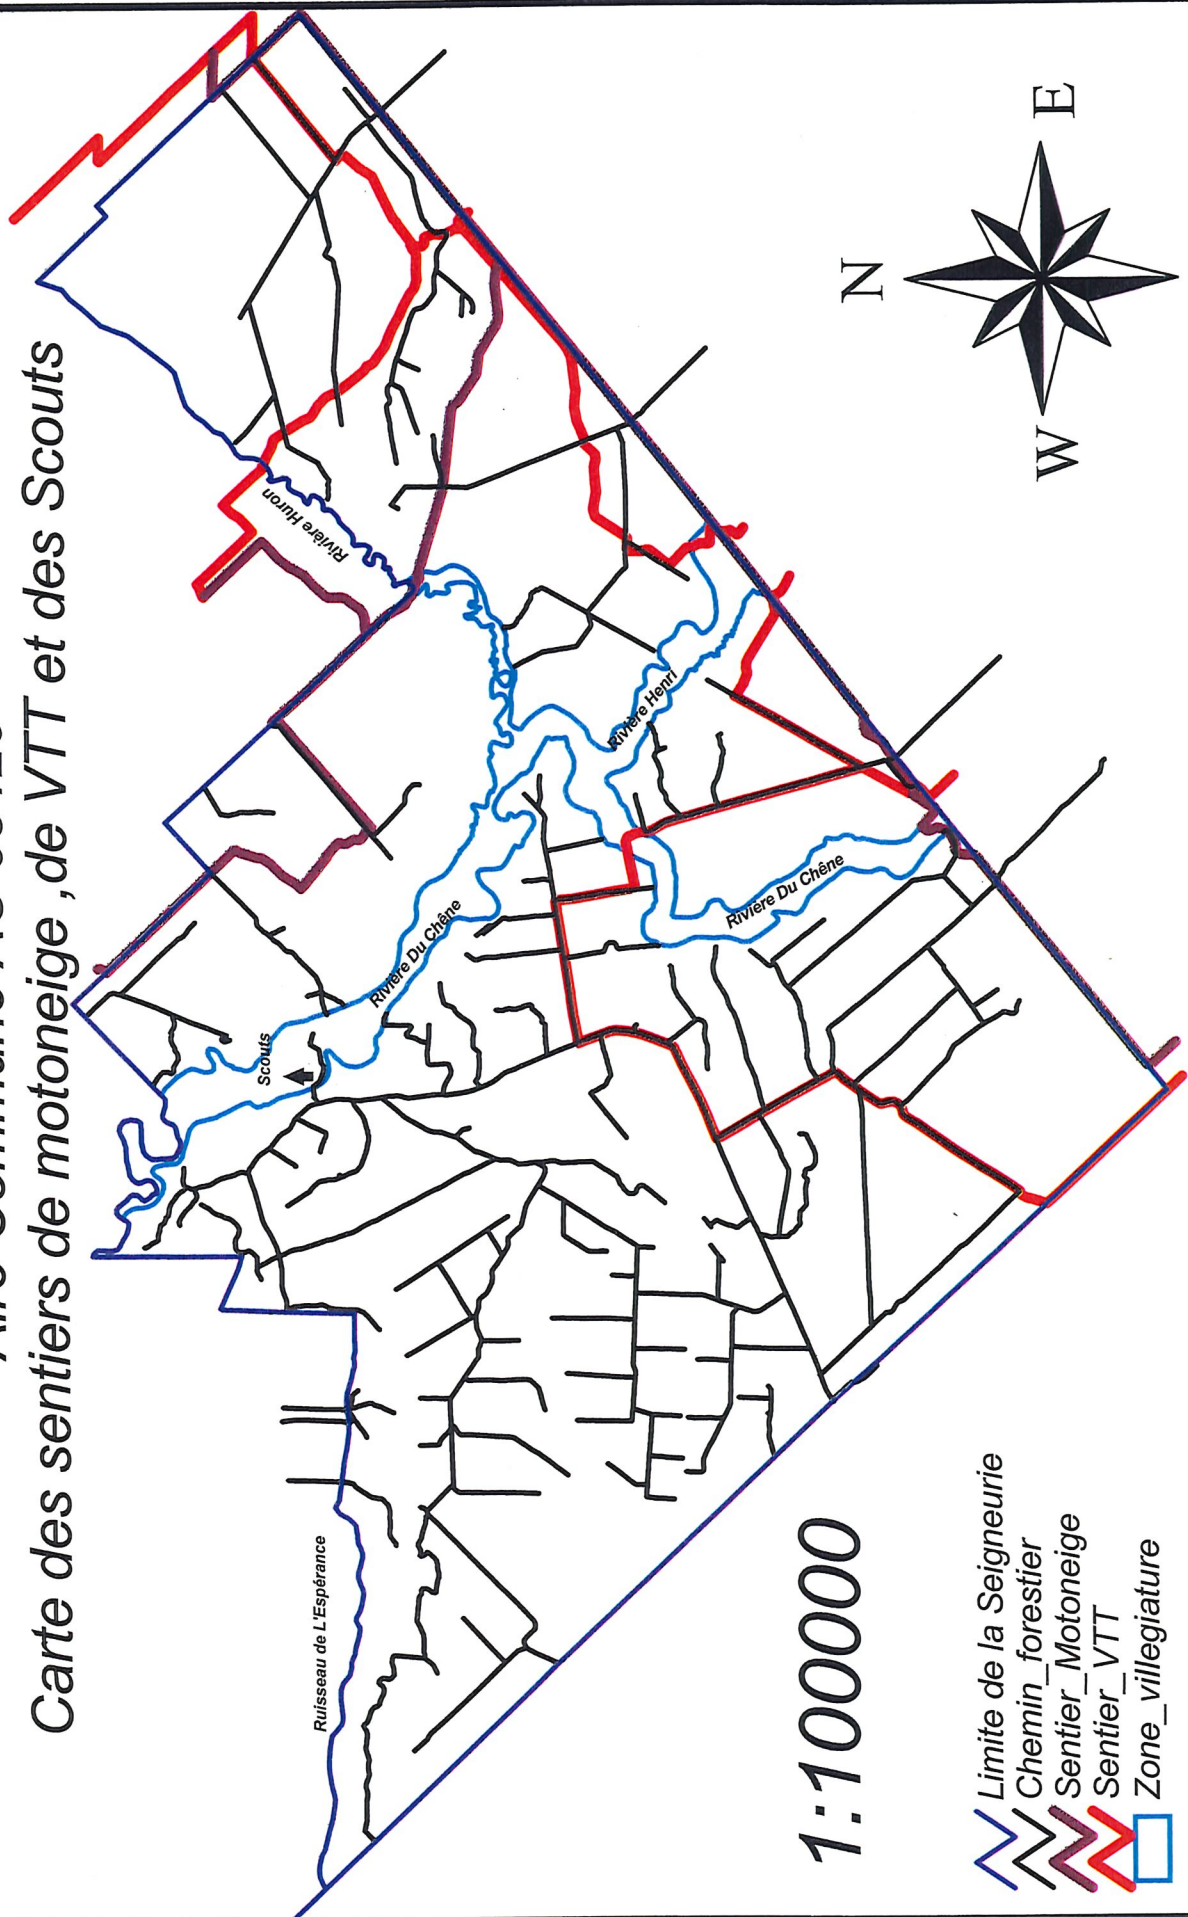 Carte des sentiers de motoneige ,de VTT et des Scouts
Rivière Huron
Rivière Henri
Rivière Du Chêne
Rivière Du Chêne
Scouts
Ruisseau de L'Espérance
N
E
W
1:100000
Limite de la Seigneurie
Chemin_forestier
Sentier_Motoneige
Sentier_VTT
Zone_villegiature